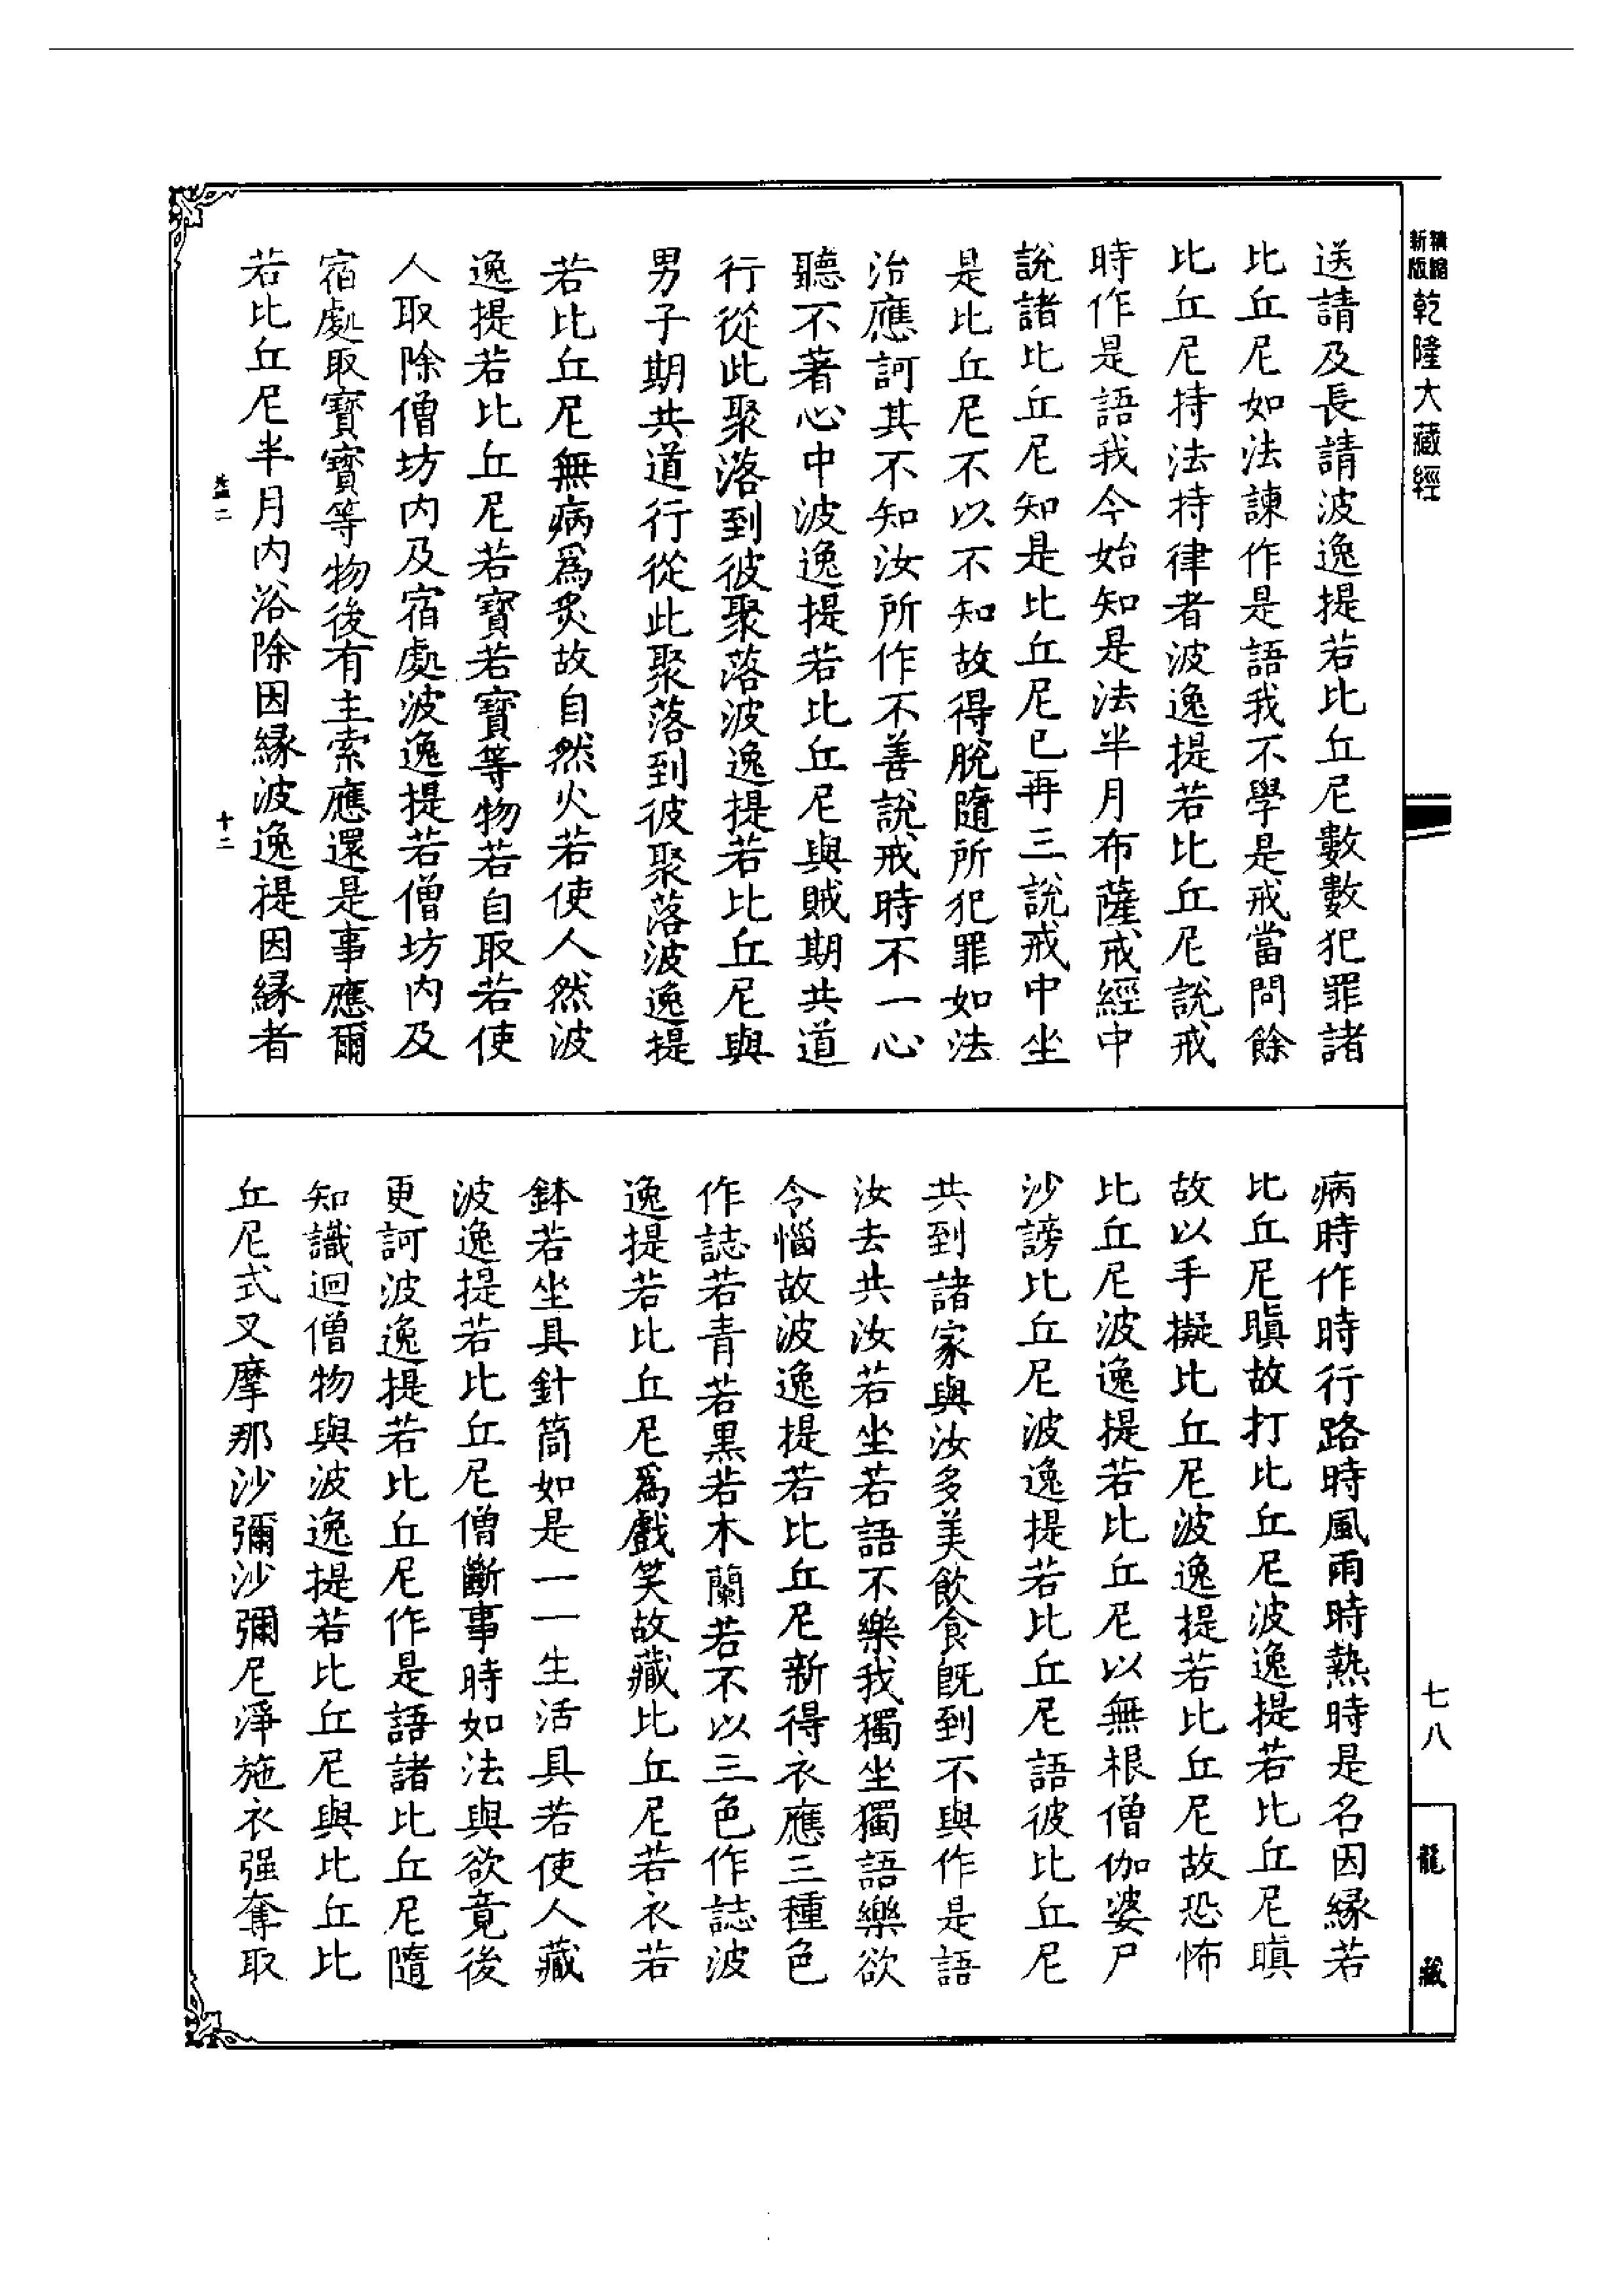 精縮
新版
乾隆大藏經
送請及長請波逸提若比丘尼數數犯罪諸
比丘尼如法諫作是語我不學是戒當問餘
比丘尼持法持律者波逸提若比丘尼說戒
時作是語我今始知是法半月布薩戒經中
說諸比丘尼知是比丘尼已再三說戒中坐
是比丘尼不以不知故得脫隨所犯罪如法
治應訶其不知汝所作不善說戒時不一心
聽不著心中波逸提若比丘尼與賊期共道
行從此聚落到彼聚落波逸提若比丘尼與
男子期共道行從此聚落到彼聚落波逸提
若比丘尼無病爲炙故自然火若使人然波
逸提若比丘尼若寶若寶等物若自取若使
人取除僧坊內及宿處波逸提若僧坊內及
宿處取寶寶等物後有主索應還是事應爾
若比丘尼半月內浴除因縁波逸提因縁者
病時作時行路時風雨時熱時是名因縁若
比丘尼瞋故打比丘尼波逸提若比丘尼瞋
故以手擬比丘尼波逸提若比丘尼故恐怖
比丘尼波逸提若比丘尼以無根僧伽婆尸
沙謗比丘尼波逸提若比丘尼語彼比丘尼
共到諸家與汝多美飲食旣到不與作是語
汝去共汝若坐若語不樂我獨坐獨語樂欲
令惱故波逸提若比丘尼新得衣應三種色
作誌若青若黑若木蘭若不以三色作誌波
逸提若比丘尼爲戲笑故藏比丘尼若衣若
鉢若坐具針筒如是一一生活具若使人藏
波逸提若比丘尼僧斷事時如法與欲竟後
更訶波逸提若比丘尼作是語諸比丘尼隨
知識迴僧物與波逸提若比丘尼與比丘比
丘尼式叉摩那沙彌沙彌尼淨施衣强奪取
十二
七八
龍藏